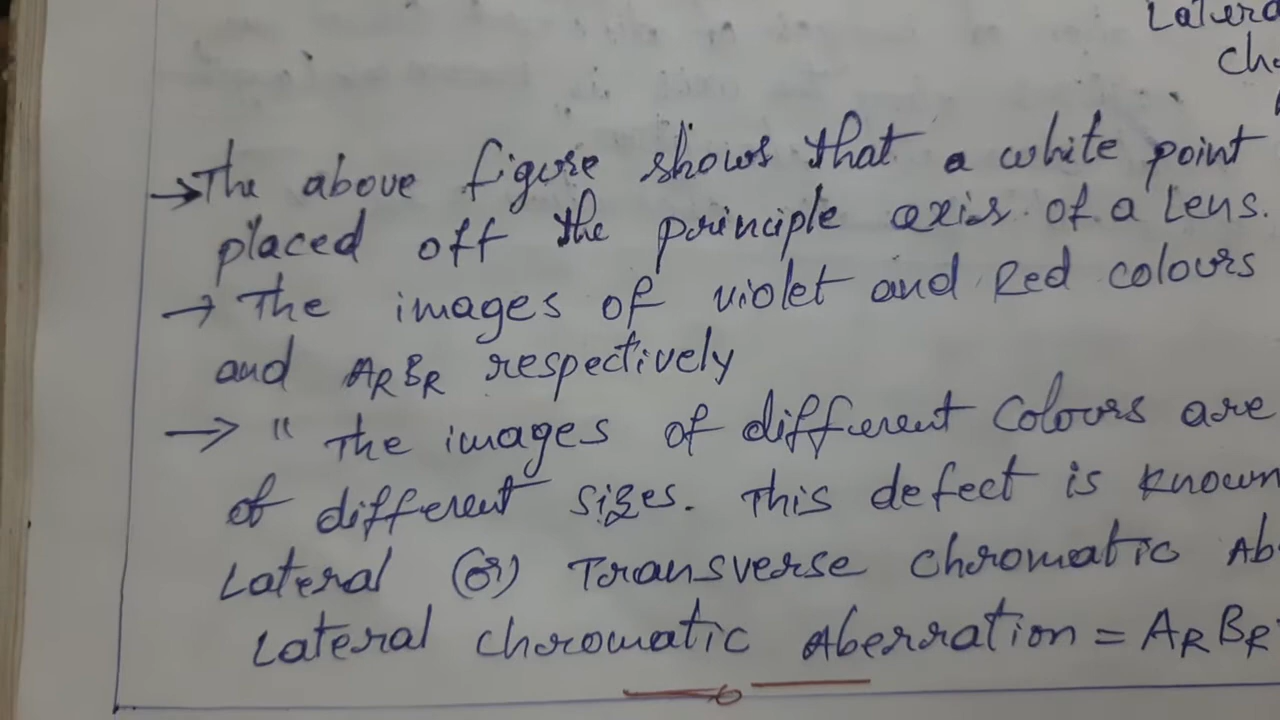 Latera
Ch
→ The above figure shows that a white point
placed off the principle axis of a Lens.
→ The images of violet and Red colours
and ARBR respectively
→ " The images of different Colours are
of different sizes. This defect is known
Lateral (or) Transverse chromatic Ab
Lateral chromatic Aberration = ARBR